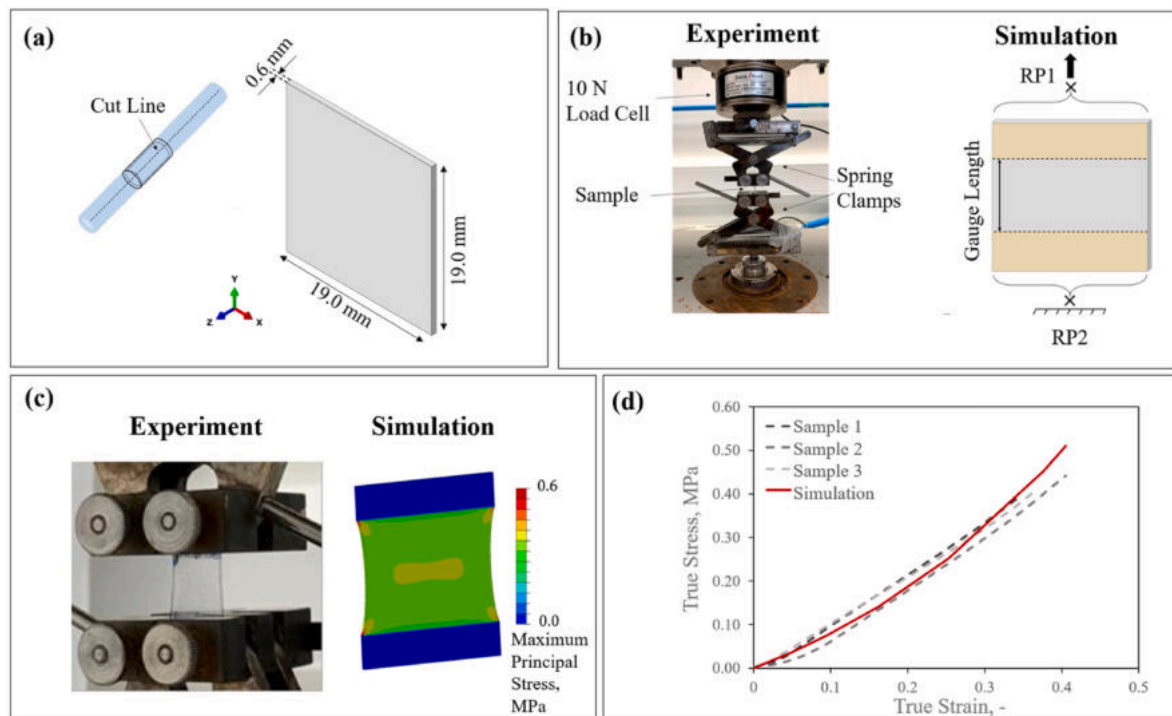 (a)
0.6 mm
Cut Line
19.0 mm
19.0 mm
Y
Z
X
(b)
Experiment
Simulation
10 N
Load Cell
Sample
Spring
Clamps
RP1
Gauge Length
RP2
(c)
Experiment
Simulation
0.6
0.0
Maximum
Principal
Stress,
MPa
(d)
True Stress, MPa
0.60
0.50
0.40
0.30
0.20
0.10
0.00
Sample 1
Sample 2
Sample 3
Simulation
0
0.1
0.2
0.3
0.4
0.5
True Strain, -